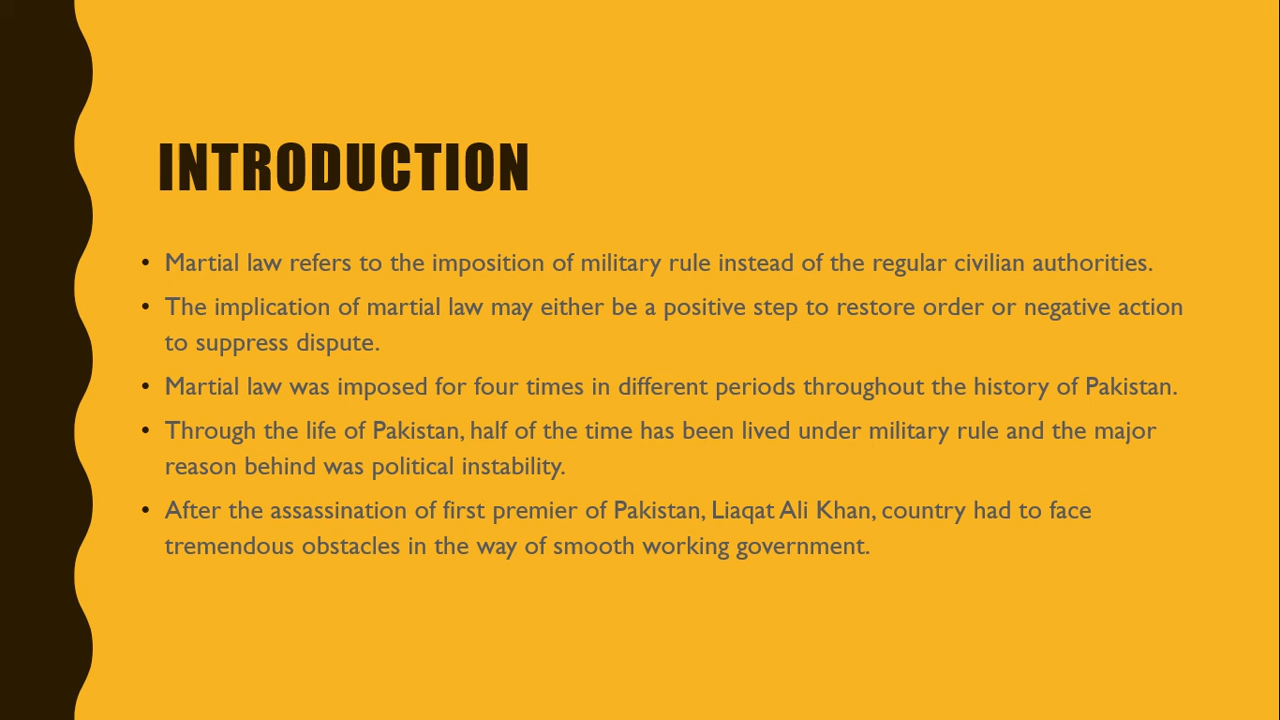 INTRODUCTION
• Martial law refers to the imposition of military rule instead of the regular civilian authorities.
• The implication of martial law may either be a positive step to restore order or negative action
to suppress dispute.
• Martial law was imposed for four times in different periods throughout the history of Pakistan.
• Through the life of Pakistan, half of the time has been lived under military rule and the major
reason behind was political instability.
• After the assassination of first premier of Pakistan, Liaqat Ali Khan, country had to face
tremendous obstacles in the way of smooth working government.